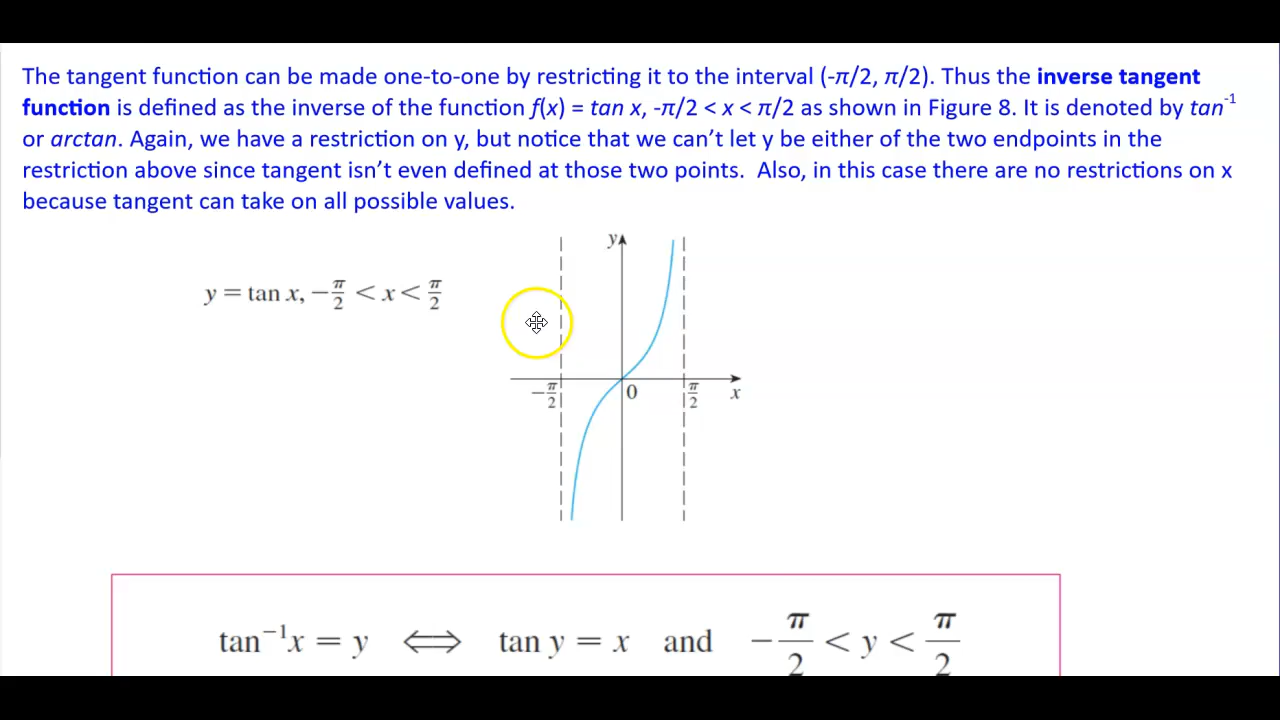 The tangent function can be made one-to-one by restricting it to the interval (-π/2, π/2). Thus the inverse tangent
function is defined as the inverse of the function f(x) = tan x, -π/2 < x < π/2 as shown in Figure 8. It is denoted by tan⁻¹
or arctan. Again, we have a restriction on y, but notice that we can't let y be either of the two endpoints in the
restriction above since tangent isn't even defined at those two points.  Also, in this case there are no restrictions on x
because tangent can take on all possible values.
y = tan x, −π/2 < x < π/2
y
−π/2
0
π/2
x
tan⁻¹x = y ⟺ tan y = x and −π/2 < y < π/2